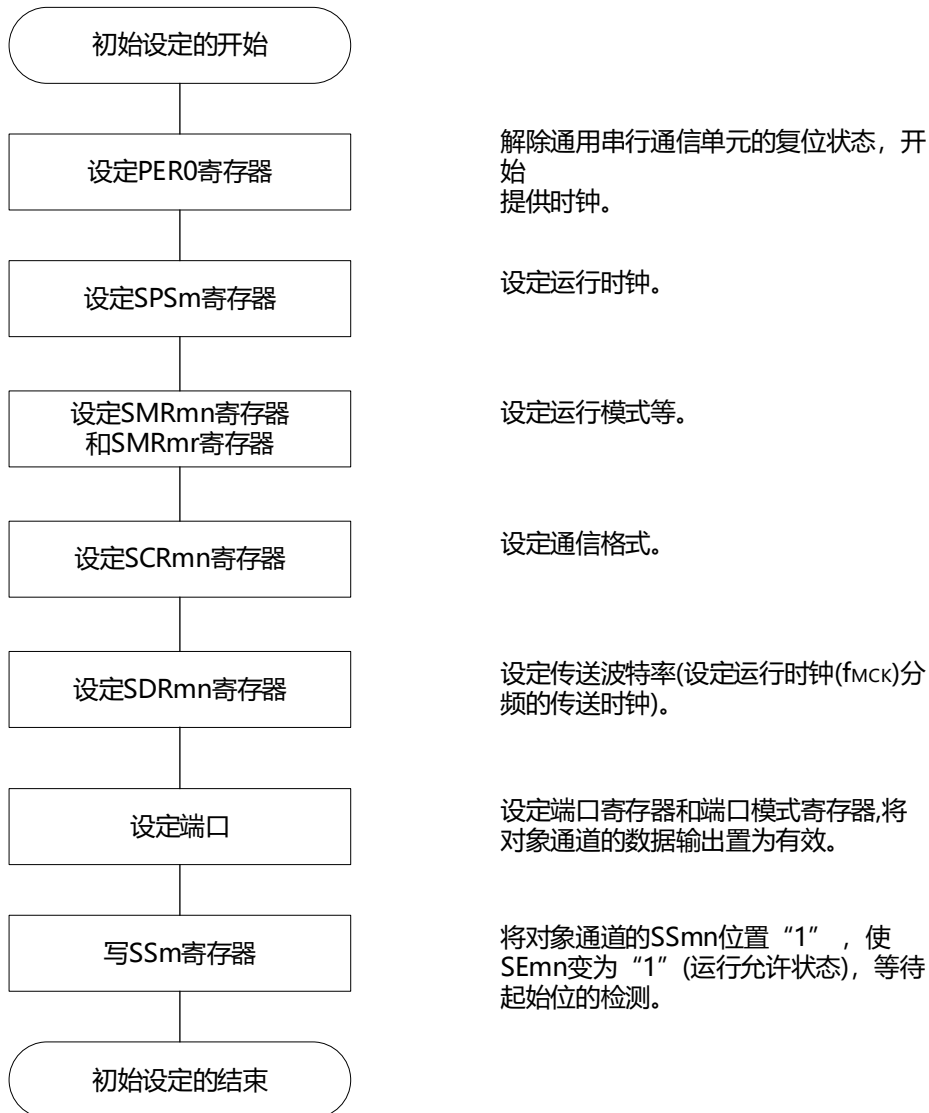 初始设定的开始
设定PER0寄存器
解除通用串行通信单元的复位状态，开
始
提供时钟。
设定SPSm寄存器
设定运行时钟。
设定SMRmn寄存器
和SMRmr寄存器
设定运行模式等。
设定SCRmn寄存器
设定通信格式。
设定SDRmn寄存器
设定传送波特率(设定运行时钟(fMCK)分
频的传送时钟)。
设定端口
设定端口寄存器和端口模式寄存器,将
对象通道的数据输出置为有效。
写SSm寄存器
将对象通道的SSmn位置“1”，使
SEmn变为“1”(运行允许状态)，等待
起始位的检测。
初始设定的结束